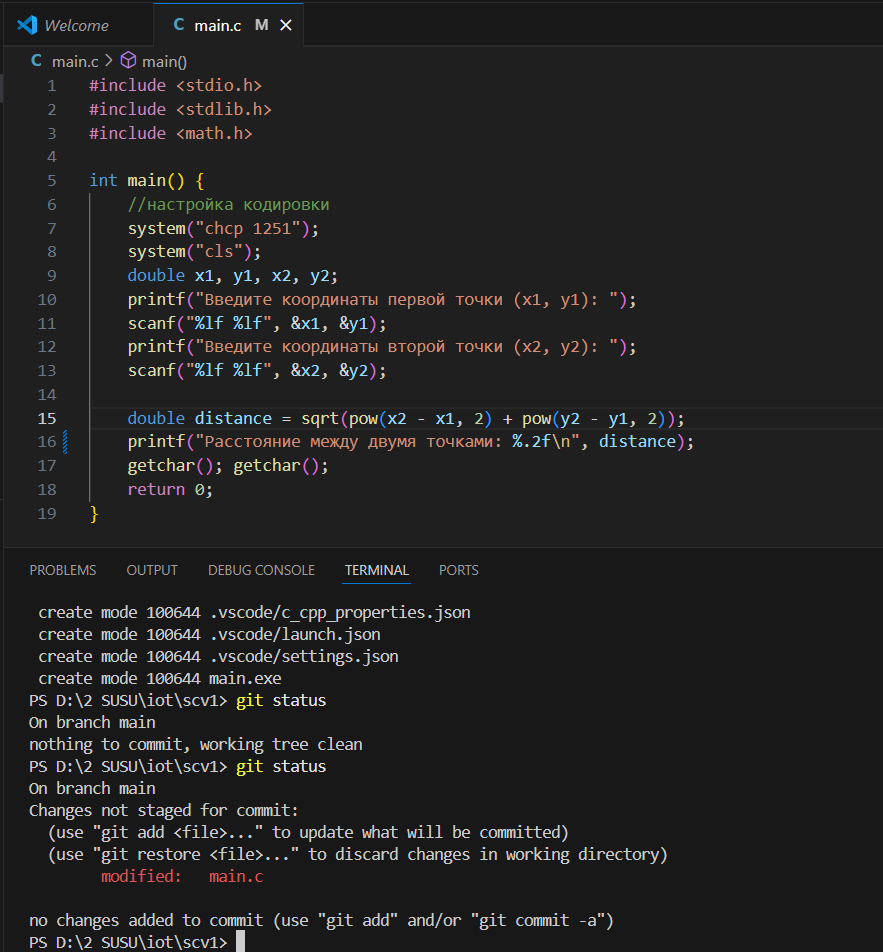 Welcome
C main.c M ×
C main.c > main()
1 #include <stdio.h>
2 #include <stdlib.h>
3 #include <math.h>
4
5 int main() {
6 //настройка кодировки
7 system("chcp 1251");
8 system("cls");
9 double x1, y1, x2, y2;
10 printf("Введите координаты первой точки (x1, y1): ");
11 scanf("%lf %lf", &x1, &y1);
12 printf("Введите координаты второй точки (x2, y2): ");
13 scanf("%lf %lf", &x2, &y2);
14
15 double distance = sqrt(pow(x2 - x1, 2) + pow(y2 - y1, 2));
16 printf("Расстояние между двумя точками: %.2f\n", distance);
17 getchar(); getchar();
18 return 0;
19 }
PROBLEMS OUTPUT DEBUG CONSOLE TERMINAL PORTS
create mode 100644 .vscode/c_cpp_properties.json
create mode 100644 .vscode/launch.json
create mode 100644 .vscode/settings.json
create mode 100644 main.exe
PS D:\2 SUSU\iot\scv1> git status
On branch main
nothing to commit, working tree clean
PS D:\2 SUSU\iot\scv1> git status
On branch main
Changes not staged for commit:
(use "git add <file>..." to update what will be committed)
(use "git restore <file>..." to discard changes in working directory)
modified: main.c
no changes added to commit (use "git add" and/or "git commit -a")
PS D:\2 SUSU\iot\scv1>